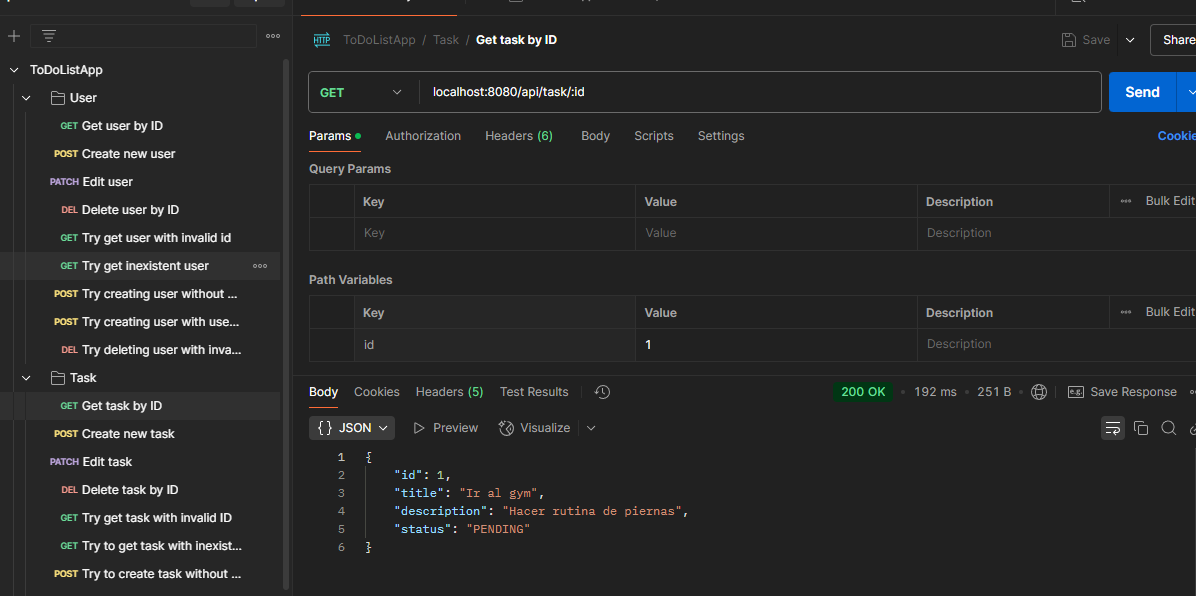 HTTP ToDoListApp / Task / Get task by ID
Save
Share
ToDoListApp
User
GET Get user by ID
POST Create new user
PATCH Edit user
DEL Delete user by ID
GET Try get user with invalid id
GET Try get inexistent user
POST Try creating user without ...
POST Try creating user with use...
DEL Try deleting user with inva...
Task
GET Get task by ID
POST Create new task
PATCH Edit task
DEL Delete task by ID
GET Try get task with invalid ID
GET Try to get task with inexist...
POST Try to create task without ...
GET localhost:8080/api/task/:id
Send
Params Authorization Headers (6) Body Scripts Settings
Cookie
Query Params
Key Value Description Bulk Edit
Key Value Description
Path Variables
Key Value Description Bulk Edit
id 1 Description
Body Cookies Headers (5) Test Results
200 OK • 192 ms • 251 B • e.g. Save Response
{} JSON Preview Visualize
1 {
2 "id": 1,
3 "title": "Ir al gym",
4 "description": "Hacer rutina de piernas",
5 "status": "PENDING"
6 }